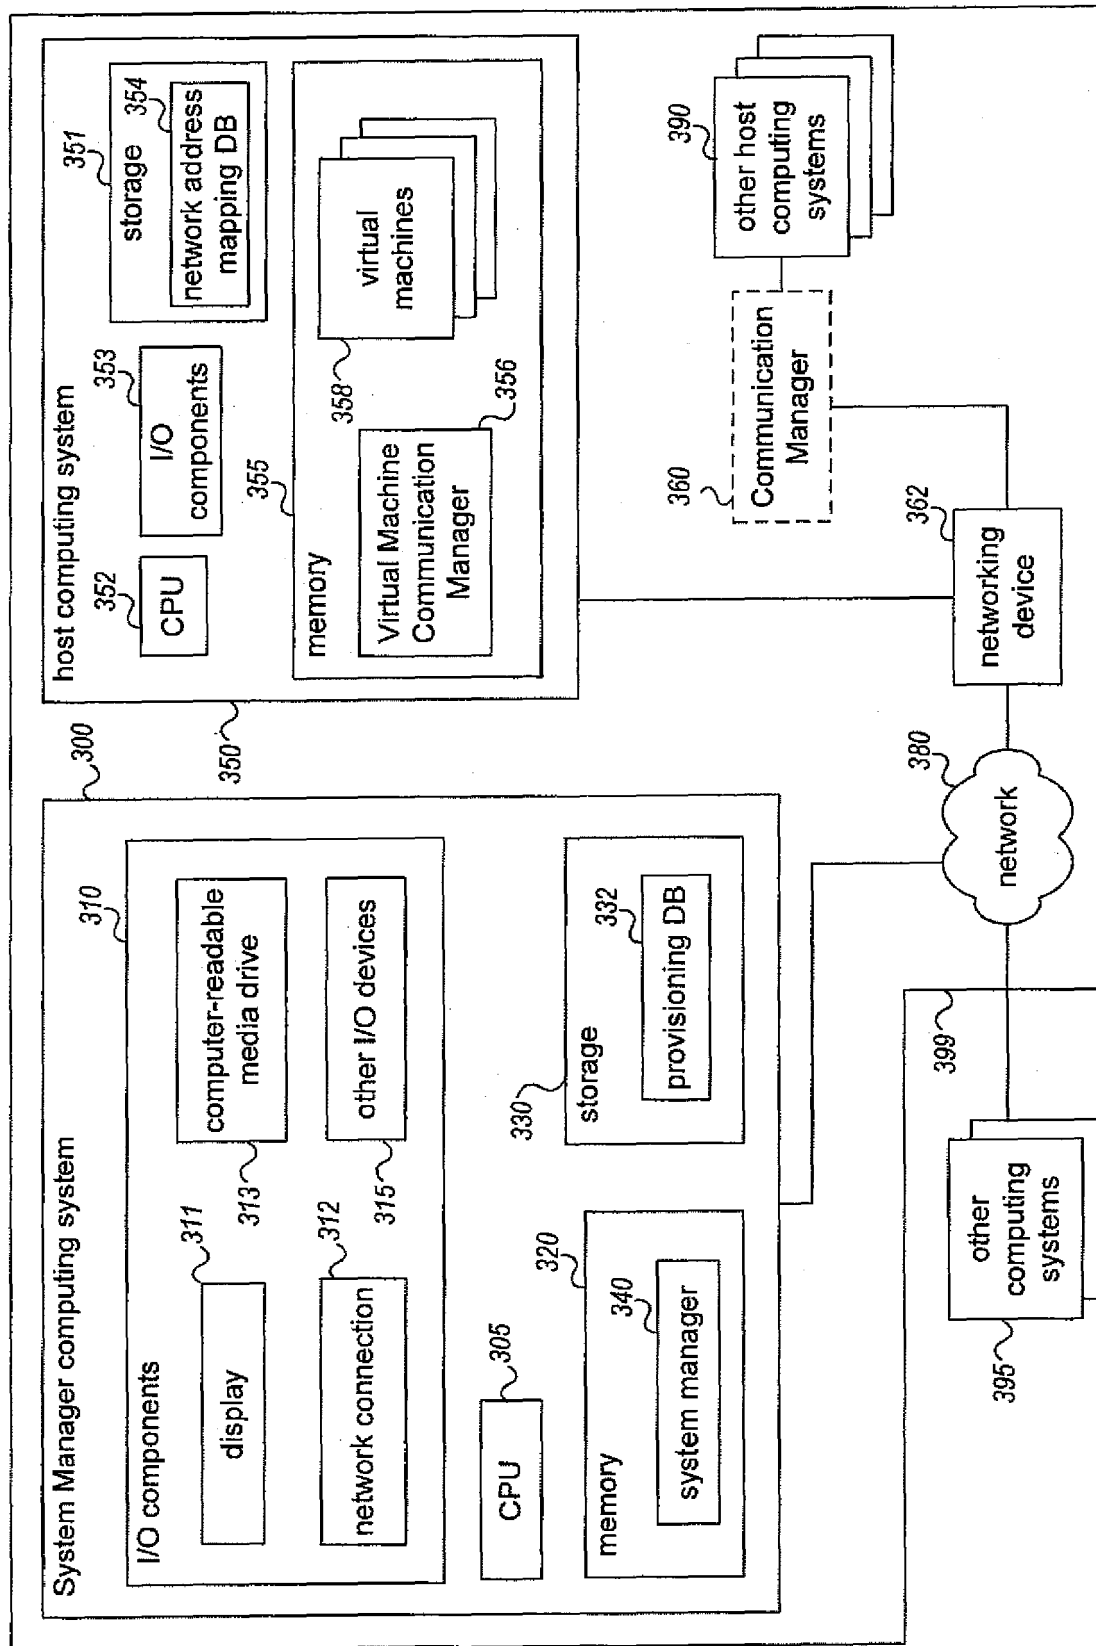 System Manager computing system
300
I/O components
310
display
311
computer-readable
media drive
313
network connection
312
other I/O devices
315
CPU
305
memory
320
system manager
340
storage
330
provisioning DB
332
host computing system
350
CPU
352
I/O
components
353
storage
351
network address
mapping DB
354
memory
355
Virtual Machine
Communication
Manager
356
virtual
machines
358
Communication
Manager
360
other host
computing
systems
390
networking
device
362
network
380
399
other
computing
systems
395